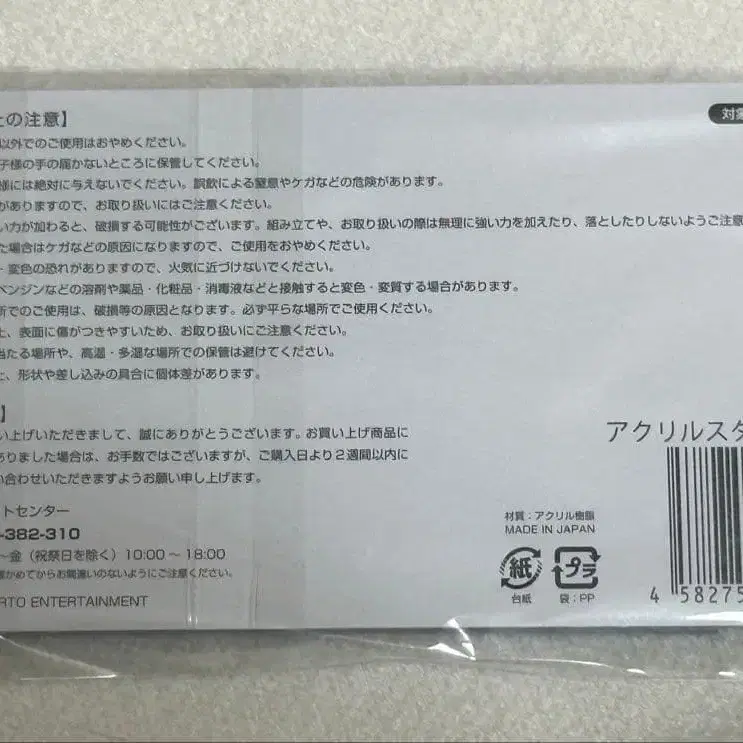 上の注意】
対象
以外でのご使用はおやめください。
子様の手の届かないところに保管してください。
様には絶対に与えないでください。誤飲による窒息やケガなどの危険があります。
がありますので、お取り扱いにはご注意ください。
い力が加わると、破損する可能性がございます。組み立てや、お取り扱いの際は無理に強い力を加えたり、落としたりしないようご注意
た場合はケガなどの原因になりますので、ご使用をおやめください。
・変色の恐れがありますので、火気に近づけないでください。
ベンジンなどの溶剤や薬品・化粧品・消毒液などと接触すると変色・変質する場合があります。
所でのご使用は、破損等の原因となります。必ず平らな場所でご使用ください。
上、表面に傷がつきやすいため、お取り扱いにご注意ください。
当たる場所や、高温・多湿な場所での保管は避けてください。
上、形状や差し込みの具合に個体差があります。
】
い上げいただきまして、誠にありがとうございます。お買い上げ商品に
ありました場合は、お手数ではございますが、ご購入日より2週間以内に
い合わせいただきますようお願い申し上げます。
ートセンター
-382-310
～金（祝祭日を除く）10:00～18:00
確かめてからお間違いのないようにご注意ください。
RTO ENTERTAINMENT
アクリルスタ
材質：アクリル樹脂
MADE IN JAPAN
紙
台紙
プラ
袋：PP
4 58275